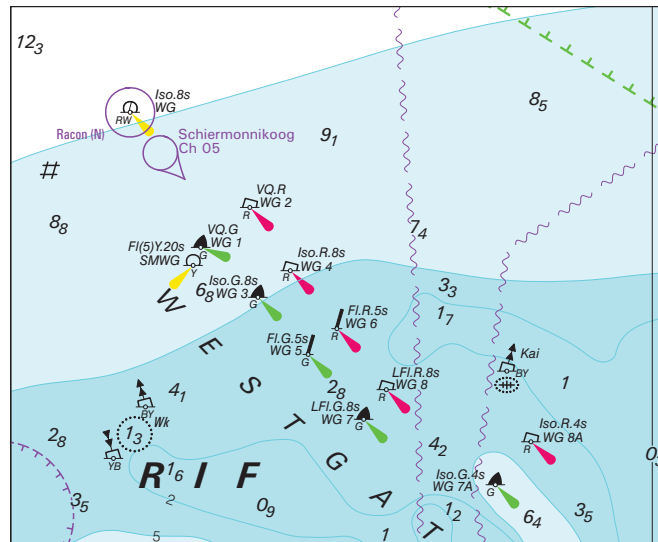 12₃
Iso.8s
WG
RW
Racon (N)
Schiermonnikoog
Ch 05
8₅
9₁
#
VQ.R
WG 2
R
8₈
7₄
VQ.G
WG 1
G
Fl(5)Y.20s
SMWG
Y
Iso.R.8s
WG 4
R
Iso.G.8s
WG 3
G
6₈
3₃
1₇
Fl.R.5s
WG 6
R
Fl.G.5s
WG 5
G
Kai
BY
1
LFl.R.8s
WG 8
R
2₈
4₁
BY
Wk
LFl.G.8s
WG 7
G
1₃
2₈
YB
4₂
Iso.R.4s
WG 8A
R
WESTGAT
RIF
1₆
Iso.G.4s
WG 7A
G
3₅
2
0₉
1₂
6₄
3₅
5
1